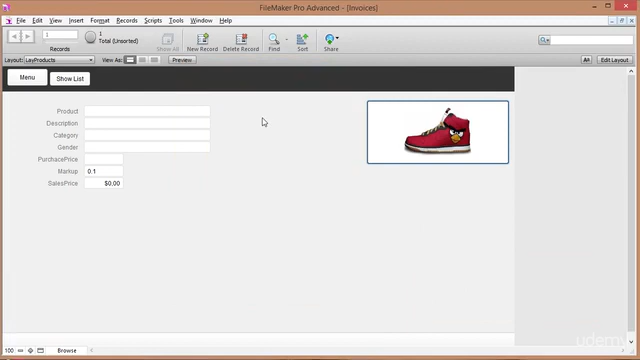 FileMaker Pro Advanced - [Invoices]
File Edit View Insert Format Records Scripts Tools Window Help
1
1
Total (Unsorted)
Records
Show All
New Record
Delete Record
Find
Sort
Share
Layout: LayProducts
View As:
Preview
Aa
Edit Layout
Menu
Show List
Product
Description
Category
Gender
PurchacePrice
Markup 0.1
SalesPrice $0,00
udemy
100
Browse